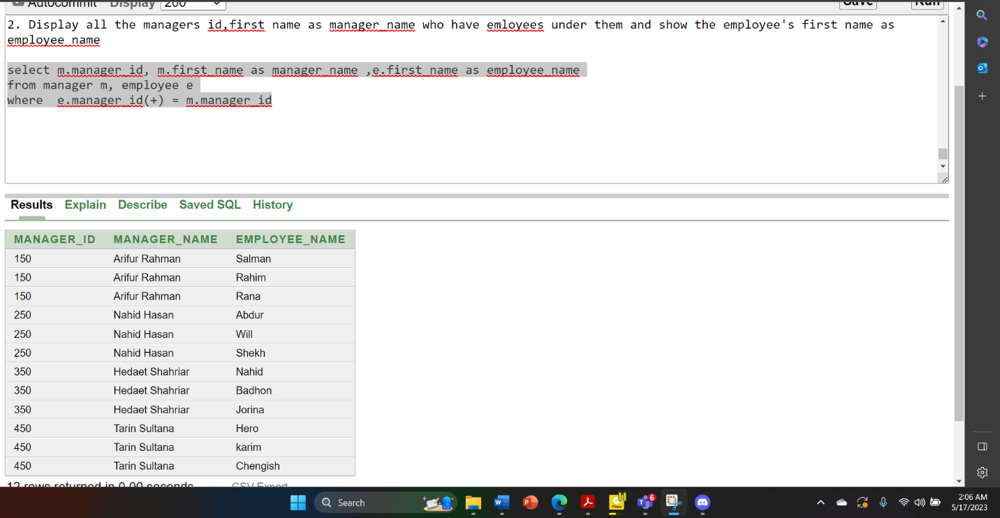 Autocommit Display 200 Save Run
2. Display all the managers id,first name as manager_name who have emloyees under them and show the employee's first name as
employee_name
select m.manager_id, m.first_name as manager_name ,e.first_name as employee_name
from manager m, employee e
where e.manager_id(+) = m.manager_id
Results Explain Describe Saved SQL History
MANAGER_ID MANAGER_NAME EMPLOYEE_NAME
150 Arifur Rahman Salman
150 Arifur Rahman Rahim
150 Arifur Rahman Rana
250 Nahid Hasan Abdur
250 Nahid Hasan Will
250 Nahid Hasan Shekh
350 Hedaet Shahriar Nahid
350 Hedaet Shahriar Badhon
350 Hedaet Shahriar Jorina
450 Tarin Sultana Hero
450 Tarin Sultana karim
450 Tarin Sultana Chengish
12 rows returned in 0.00 seconds CSV Export
Search 6 2:06 AM
5/17/2023